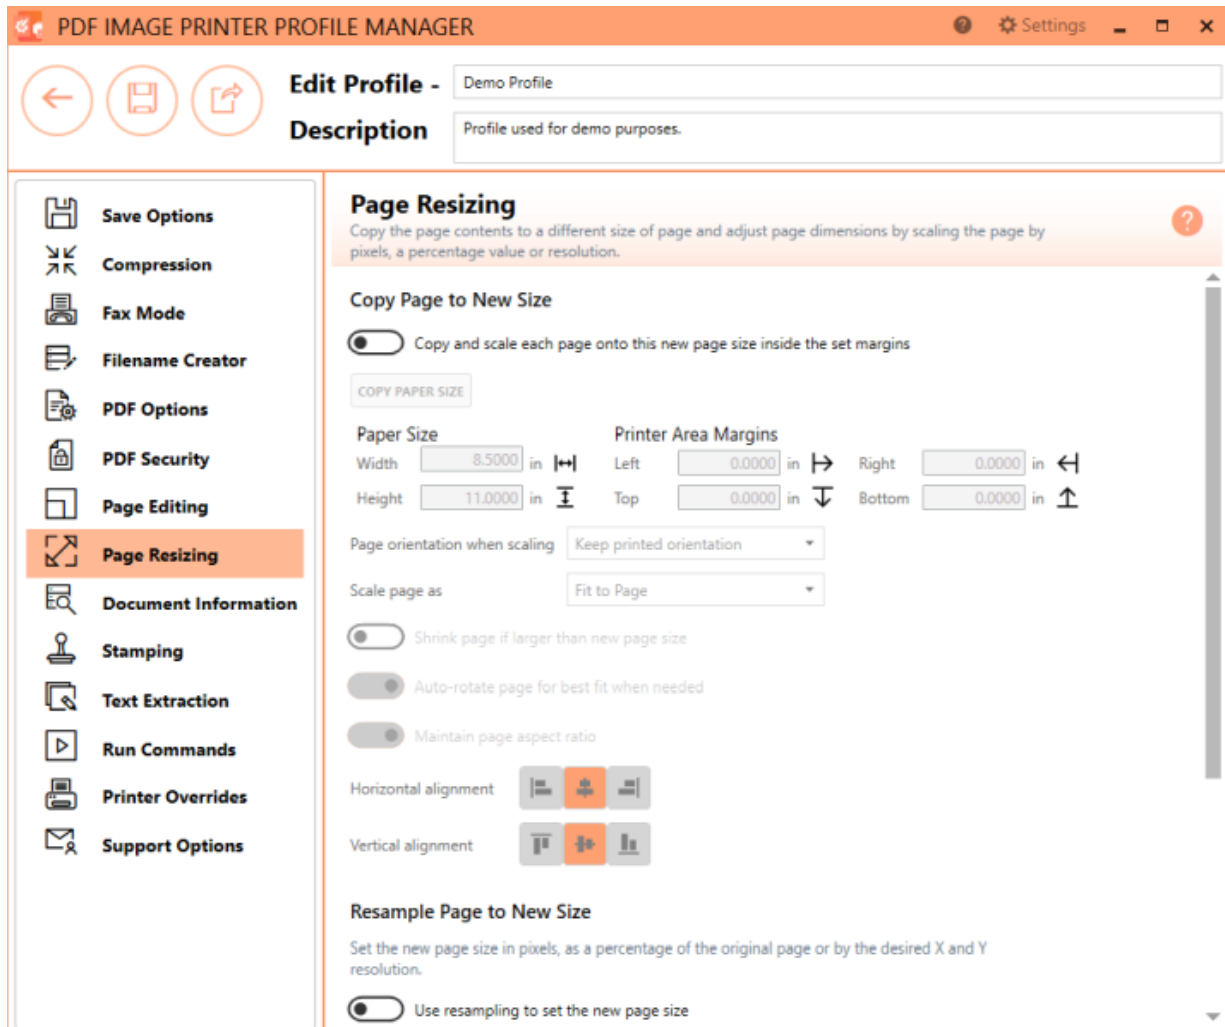 PDF IMAGE PRINTER PROFILE MANAGER
? Settings
Edit Profile - Demo Profile
Description Profile used for demo purposes.
Save Options
Compression
Fax Mode
Filename Creator
PDF Options
PDF Security
Page Editing
Page Resizing
Document Information
Stamping
Text Extraction
Run Commands
Printer Overrides
Support Options
Page Resizing
?
Copy the page contents to a different size of page and adjust page dimensions by scaling the page by
pixels, a percentage value or resolution.
Copy Page to New Size
Copy and scale each page onto this new page size inside the set margins
COPY PAPER SIZE
Paper Size Printer Area Margins
Width 8.5000 in Left 0.0000 in Right 0.0000 in
Height 11.0000 in Top 0.0000 in Bottom 0.0000 in
Page orientation when scaling Keep printed orientation
Scale page as Fit to Page
Shrink page if larger than new page size
Auto-rotate page for best fit when needed
Maintain page aspect ratio
Horizontal alignment
Vertical alignment
Resample Page to New Size
Set the new page size in pixels, as a percentage of the original page or by the desired X and Y
resolution.
Use resampling to set the new page size